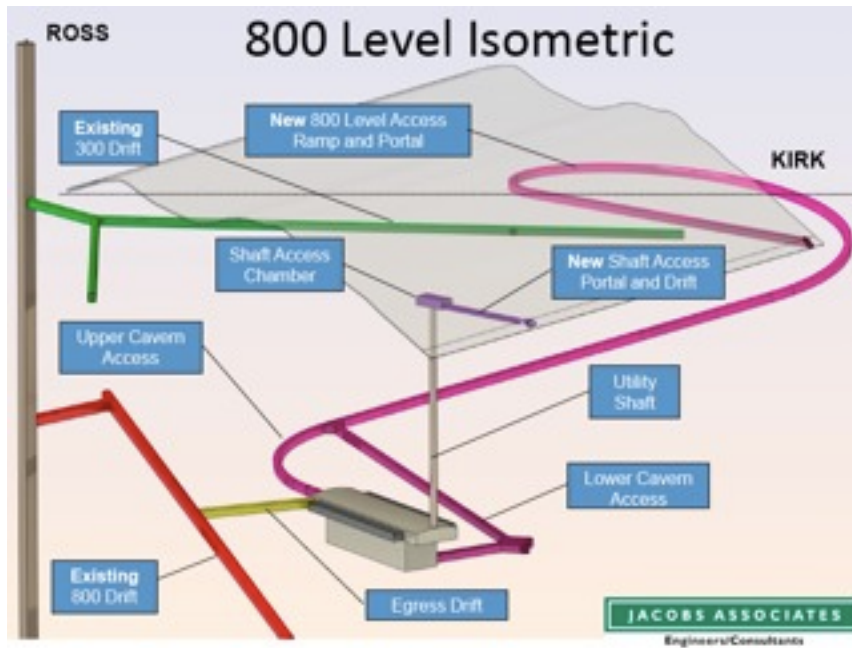 ROSS
800 Level Isometric
Existing
300 Drift
New 800 Level Access
Ramp and Portal
KIRK
Shaft Access
Chamber
New Shaft Access
Portal and Drift
Upper Cavern
Access
Utility
Shaft
Lower Cavern
Access
Existing
800 Drift
Egress Drift
JACOBS ASSOCIATES
Engineers/Consultants